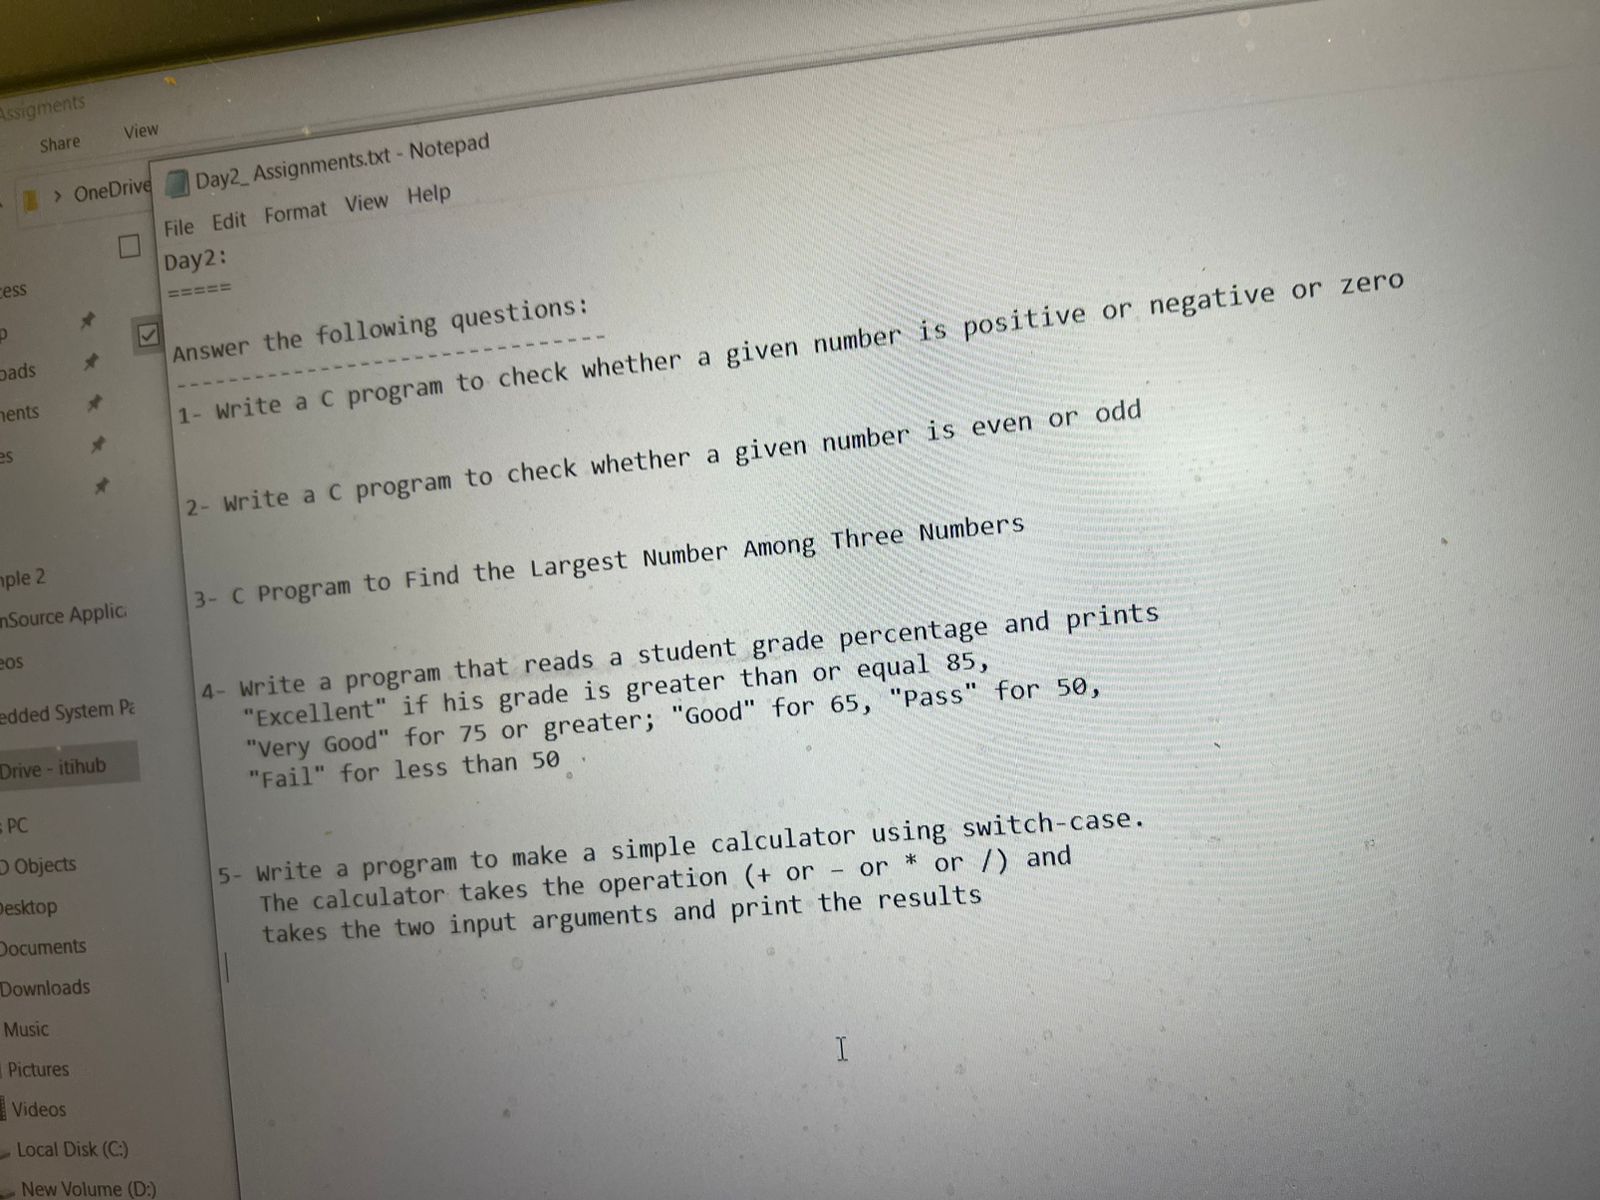 Assigments
Share View
> OneDrive
Day2_ Assignments.txt - Notepad
File Edit Format View Help
Day2:
=====
Answer the following questions:
--------------------------------
1- Write a C program to check whether a given number is positive or negative or zero
2- Write a C program to check whether a given number is even or odd
3- C Program to Find the Largest Number Among Three Numbers
4- Write a program that reads a student grade percentage and prints
"Excellent" if his grade is greater than or equal 85,
"Very Good" for 75 or greater; "Good" for 65, "Pass" for 50,
"Fail" for less than 50
5- Write a program to make a simple calculator using switch-case.
The calculator takes the operation (+ or - or * or /) and
takes the two input arguments and print the results
ess
p
oads
ments
es
mple 2
nSource Applic
eos
edded System Pa
Drive - itihub
s PC
D Objects
Desktop
Documents
Downloads
Music
Pictures
Videos
Local Disk (C:)
New Volume (D:)